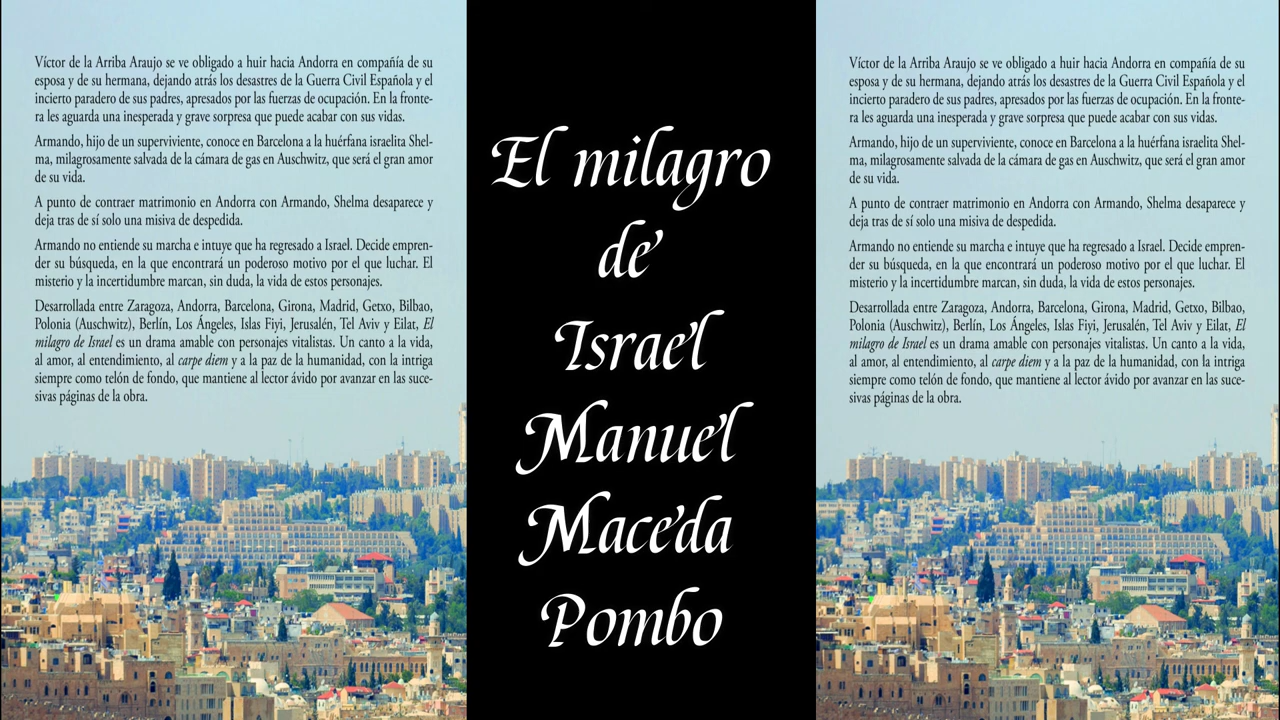 Víctor de la Arriba Araujo se ve obligado a huir hacia Andorra en compañía de su
esposa y de su hermana, dejando atrás los desastres de la Guerra Civil Española y el
incierto paradero de sus padres, apresados por las fuerzas de ocupación. En la fronte-
ra les aguarda una inesperada y grave sorpresa que puede acabar con sus vidas.
Armando, hijo de un superviviente, conoce en Barcelona a la huérfana israelita Shel-
ma, milagrosamente salvada de la cámara de gas en Auschwitz, que será el gran amor
de su vida.
A punto de contraer matrimonio en Andorra con Armando, Shelma desaparece y
deja tras de sí solo una misiva de despedida.
Armando no entiende su marcha e intuye que ha regresado a Israel. Decide empren-
der su búsqueda, en la que encontrará un poderoso motivo por el que luchar. El
misterio y la incertidumbre marcan, sin duda, la vida de estos personajes.
Desarrollada entre Zaragoza, Andorra, Barcelona, Girona, Madrid, Getxo, Bilbao,
Polonia (Auschwitz), Berlín, Los Ángeles, Islas Fiyi, Jerusalén, Tel Aviv y Eilat, El
milagro de Israel es un drama amable con personajes vitalistas. Un canto a la vida,
al amor, al entendimiento, al carpe diem y a la paz de la humanidad, con la intriga
siempre como telón de fondo, que mantiene al lector ávido por avanzar en las suce-
sivas páginas de la obra.
El milagro
de
Israel
Manuel
Maceda
Pombo
Víctor de la Arriba Araujo se ve obligado a huir hacia Andorra en compañía de su
esposa y de su hermana, dejando atrás los desastres de la Guerra Civil Española y el
incierto paradero de sus padres, apresados por las fuerzas de ocupación. En la fronte-
ra les aguarda una inesperada y grave sorpresa que puede acabar con sus vidas.
Armando, hijo de un superviviente, conoce en Barcelona a la huérfana israelita Shel-
ma, milagrosamente salvada de la cámara de gas en Auschwitz, que será el gran amor
de su vida.
A punto de contraer matrimonio en Andorra con Armando, Shelma desaparece y
deja tras de sí solo una misiva de despedida.
Armando no entiende su marcha e intuye que ha regresado a Israel. Decide empren-
der su búsqueda, en la que encontrará un poderoso motivo por el que luchar. El
misterio y la incertidumbre marcan, sin duda, la vida de estos personajes.
Desarrollada entre Zaragoza, Andorra, Barcelona, Girona, Madrid, Getxo, Bilbao,
Polonia (Auschwitz), Berlín, Los Ángeles, Islas Fiyi, Jerusalén, Tel Aviv y Eilat, El
milagro de Israel es un drama amable con personajes vitalistas. Un canto a la vida,
al amor, al entendimiento, al carpe diem y a la paz de la humanidad, con la intriga
siempre como telón de fondo, que mantiene al lector ávido por avanzar en las suce-
sivas páginas de la obra.